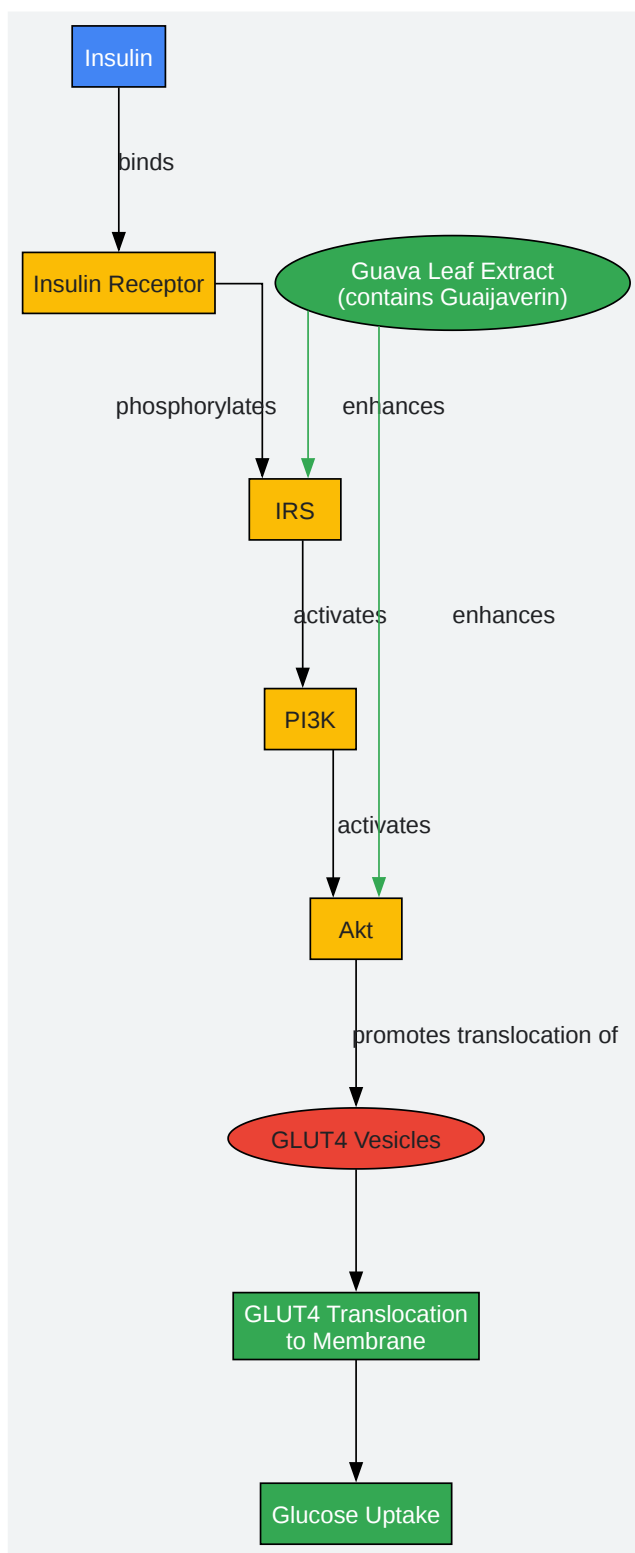 Insulin
binds
Insulin Receptor
Guava Leaf Extract
(contains Guaijaverin)
phosphorylates
enhances
IRS
activates
enhances
PI3K
activates
Akt
promotes translocation of
GLUT4 Vesicles
GLUT4 Translocation
to Membrane
Glucose Uptake